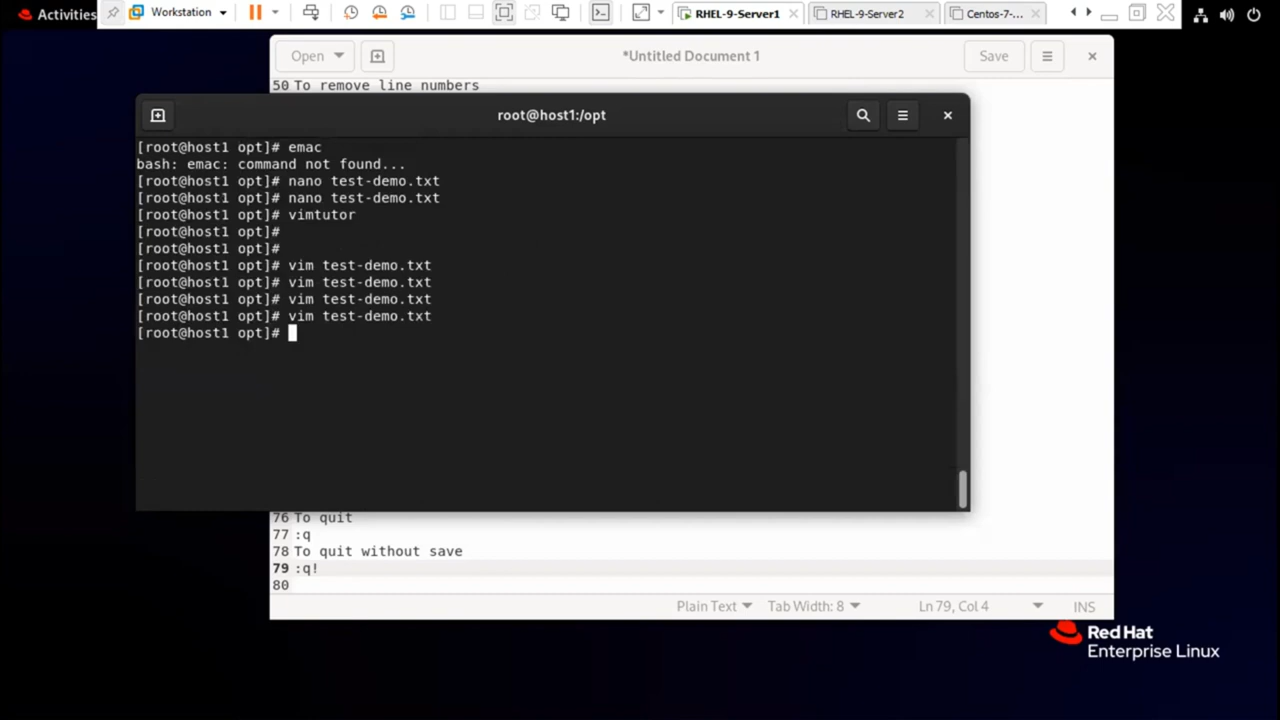 Activities
Workstation
RHEL-9-Server1
RHEL-9-Server2
Centos-7-...
Open
*Untitled Document 1
Save
50 To remove line numbers
root@host1:/opt
[root@host1 opt]# emac
bash: emac: command not found...
[root@host1 opt]# nano test-demo.txt
[root@host1 opt]# nano test-demo.txt
[root@host1 opt]# vimtutor
[root@host1 opt]#
[root@host1 opt]#
[root@host1 opt]# vim test-demo.txt
[root@host1 opt]# vim test-demo.txt
[root@host1 opt]# vim test-demo.txt
[root@host1 opt]# vim test-demo.txt
[root@host1 opt]#
76 To quit
77 :q
78 To quit without save
79 :q!
80
Plain Text
Tab Width: 8
Ln 79, Col 4
INS
Red Hat
Enterprise Linux